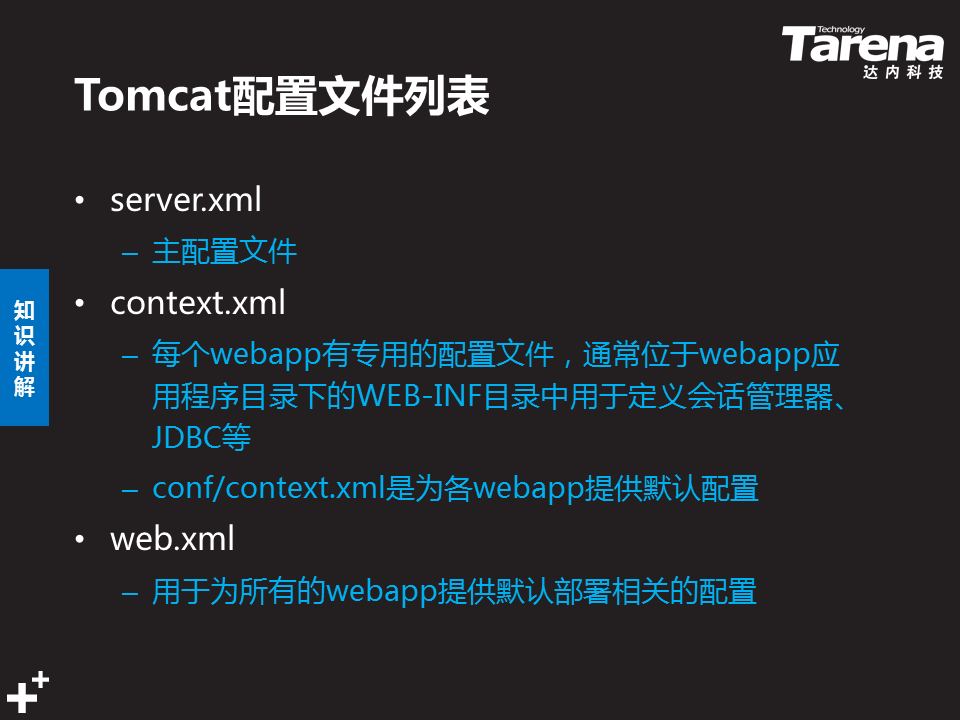 Technology
Tarena
达内科技
Tomcat配置文件列表
• server.xml
– 主配置文件
• context.xml
– 每个webapp有专用的配置文件，通常位于webapp应
用程序目录下的WEB-INF目录中用于定义会话管理器、
JDBC等
– conf/context.xml是为各webapp提供默认配置
• web.xml
– 用于为所有的webapp提供默认部署相关的配置
知
识
讲
解